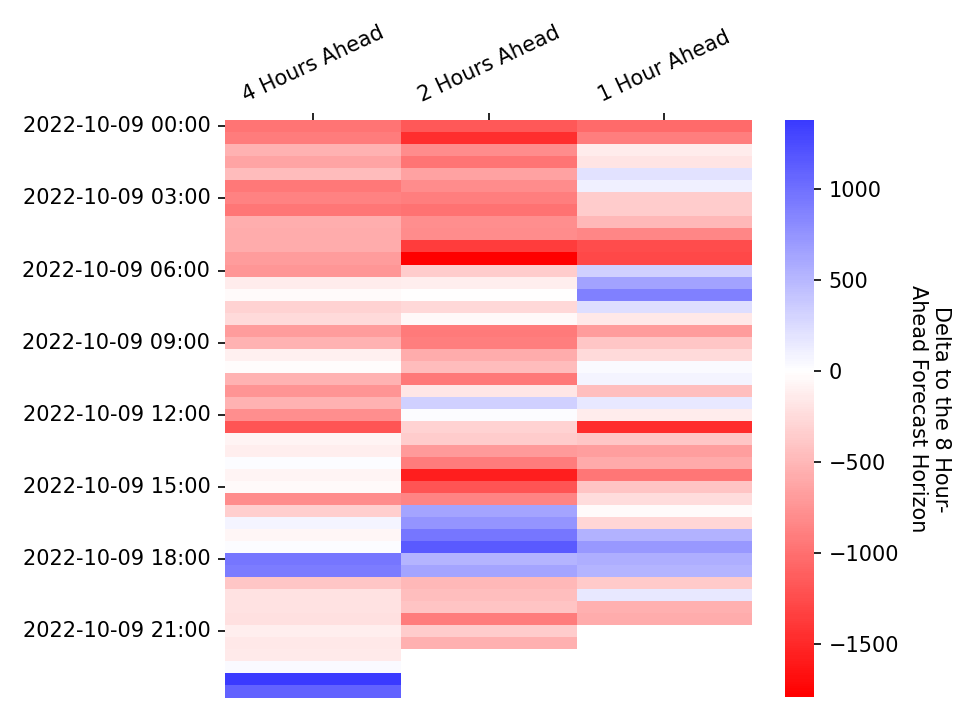 4 Hours Ahead
2 Hours Ahead
1 Hour Ahead
2022-10-09 00:00
2022-10-09 03:00
2022-10-09 06:00
2022-10-09 09:00
2022-10-09 12:00
2022-10-09 15:00
2022-10-09 18:00
2022-10-09 21:00
1000
500
0
−500
−1000
−1500
Delta to the 8 Hour-
Ahead Forecast Horizon